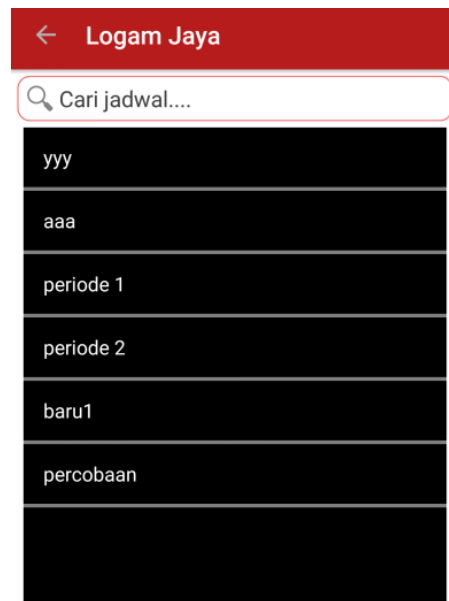 Logam Jaya
Cari jadwal....
yyy
aaa
periode 1
periode 2
baru1
percobaan